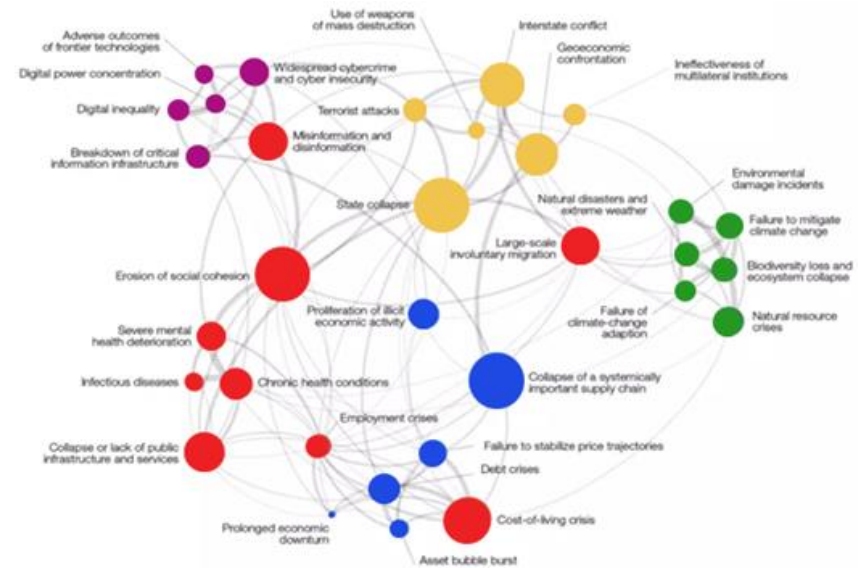 Use of weapons
of mass destruction
Interstate conflict
Adverse outcomes
of frontier technologies
Geoeconomic
confrontation
Digital power concentration
Widespread cybercrime
and cyber insecurity
Ineffectiveness of
multilateral institutions
Digital inequality
Terrorist attacks
Misinformation and
disinformation
Breakdown of critical
information infrastructure
Environmental
damage incidents
State collapse
Natural disasters and
extreme weather
Failure to mitigate
climate change
Large-scale
involuntary migration
Biodiversity loss and
ecosystem collapse
Erosion of social cohesion
Proliferation of illicit
economic activity
Failure of
climate-change
adaption
Natural resource
crises
Severe mental
health deterioration
Infectious diseases
Chronic health conditions
Collapse of a systemically
important supply chain
Employment crises
Collapse or lack of public
infrastructure and services
Failure to stabilize price trajectories
Debt crises
Prolonged economic
downturn
Cost-of-living crisis
Asset bubble burst